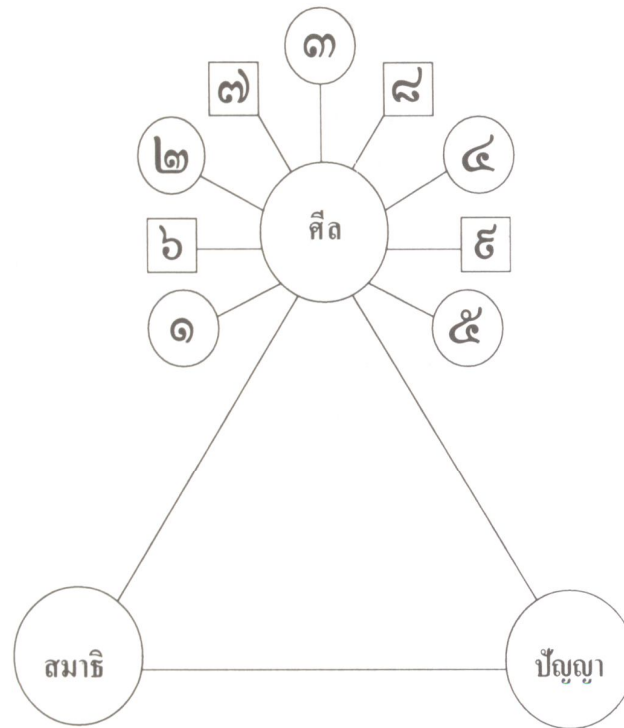 ๓
๗ ๘
๒ ๔
ศีล
๖ ๙
๑ ๕
สมาธิ ปัญญา